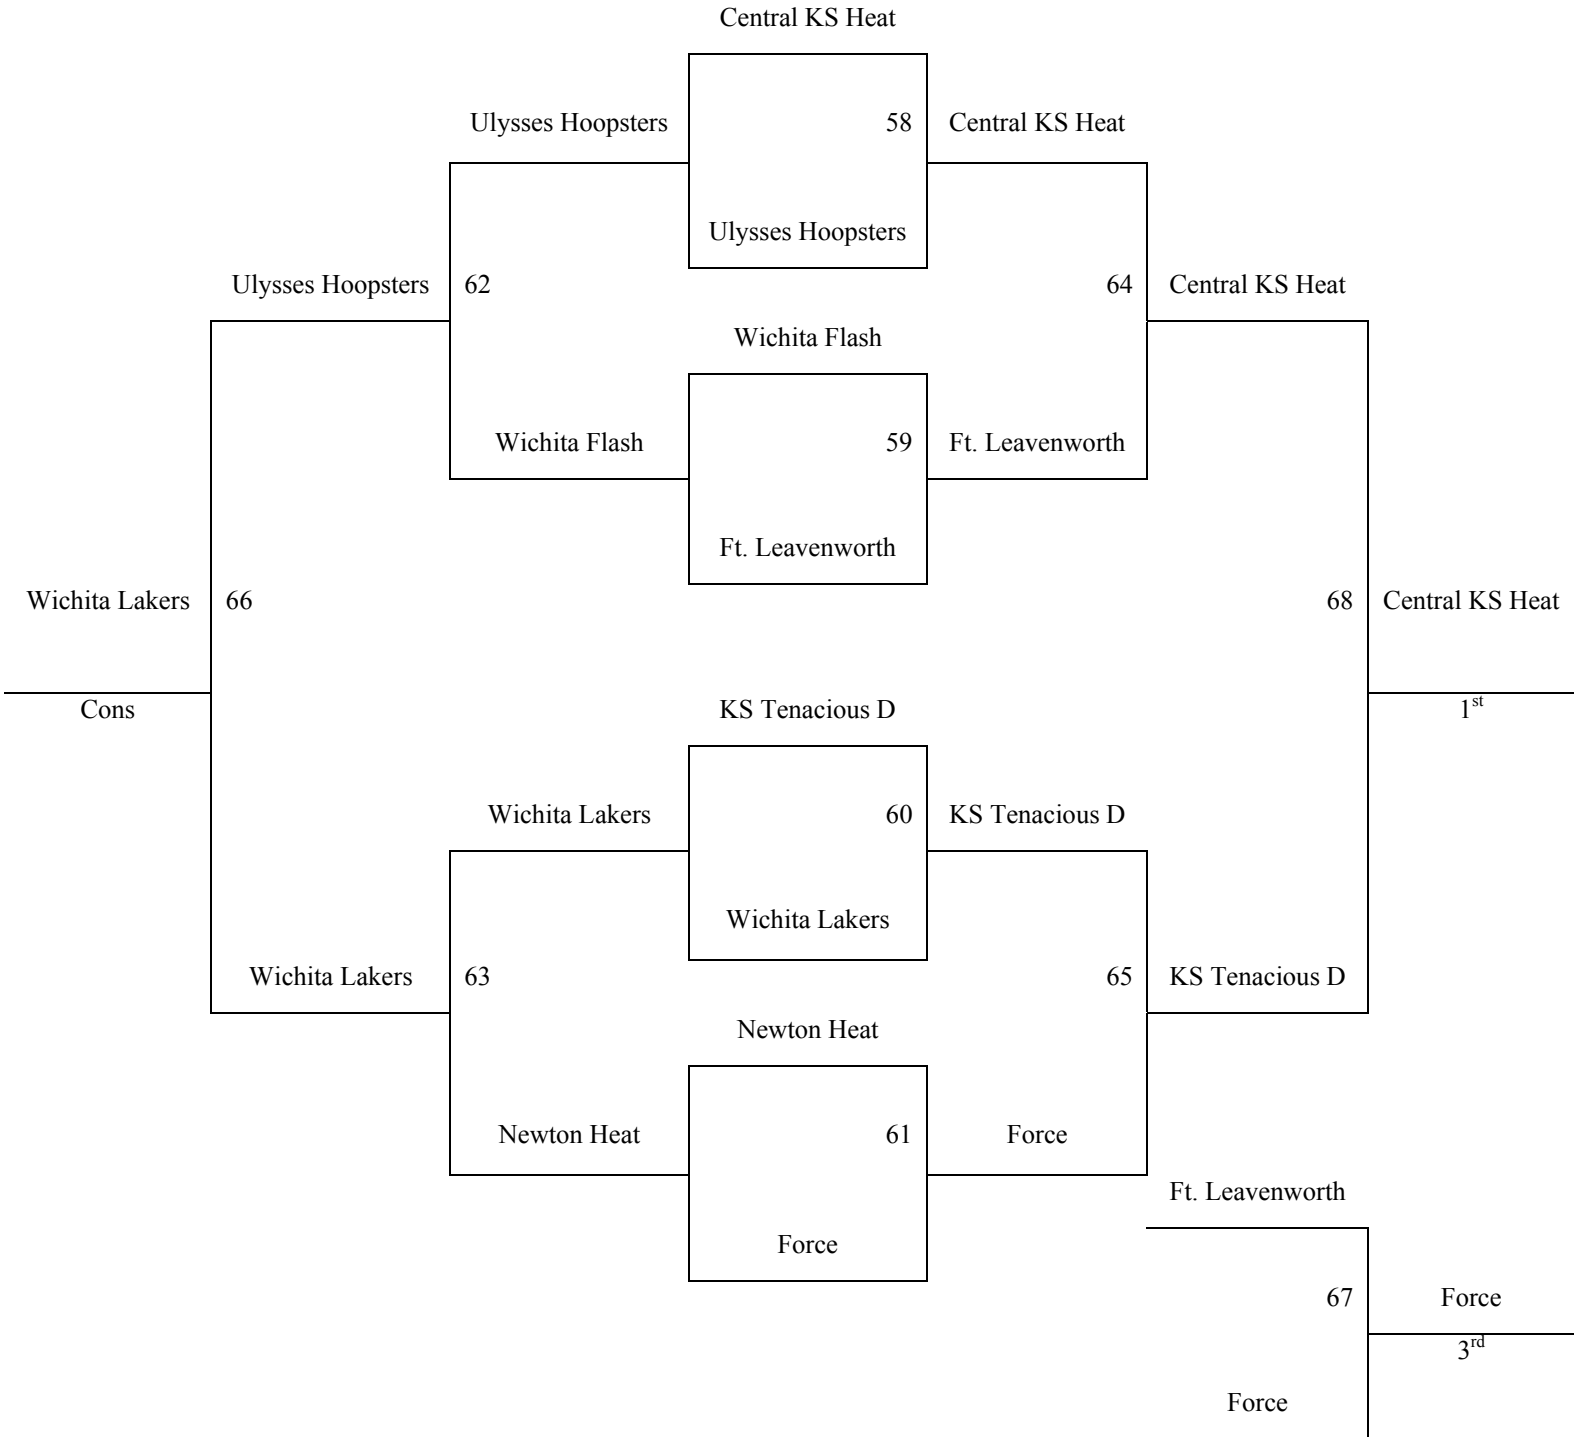 Central KS Heat
Ulysses Hoopsters 58 Central KS Heat
Ulysses Hoopsters
Ulysses Hoopsters 62 64 Central KS Heat
Wichita Flash
Wichita Flash 59 Ft. Leavenworth
Ft. Leavenworth
Wichita Lakers 66 68 Central KS Heat
Cons KS Tenacious D 1st
Wichita Lakers 60 KS Tenacious D
Wichita Lakers
Wichita Lakers 63 65 KS Tenacious D
Newton Heat
Newton Heat 61 Force
Ft. Leavenworth
Force
67 Force
3rd
Force